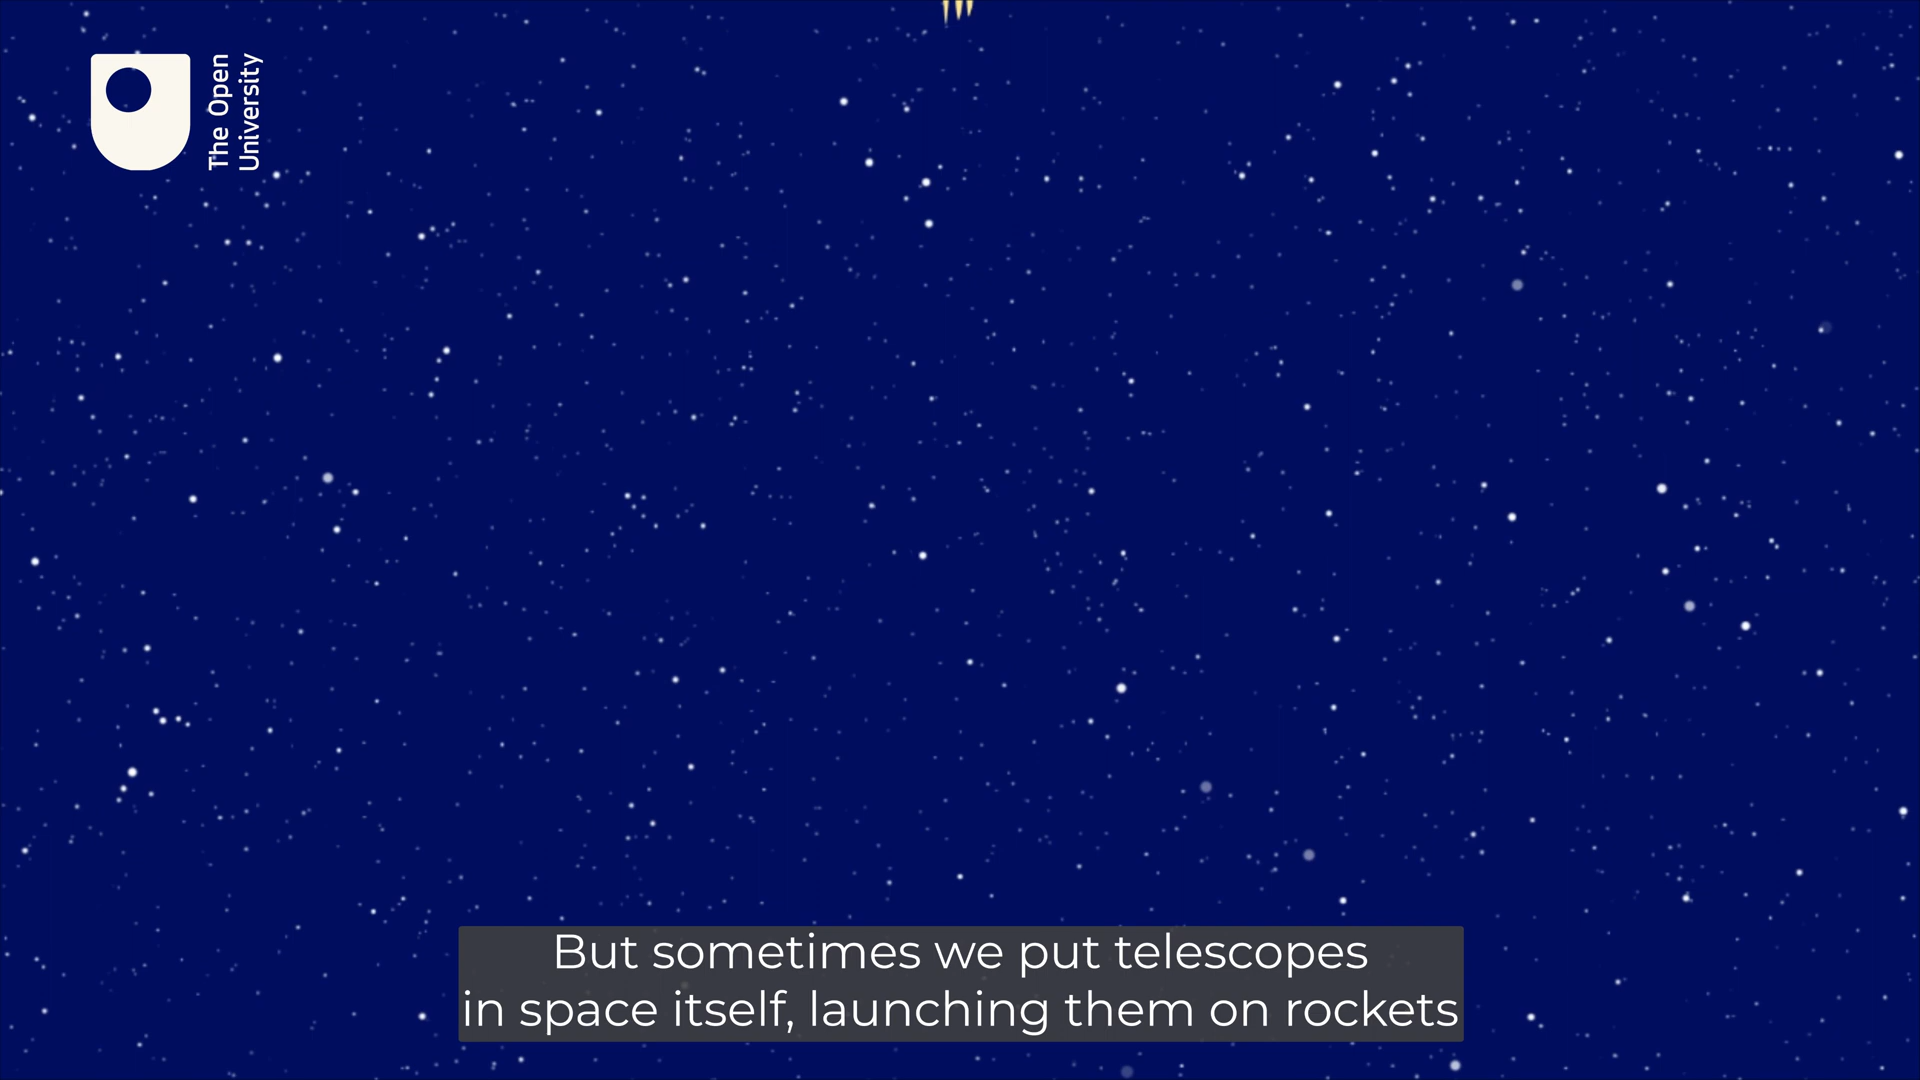 The Open
University
But sometimes we put telescopes
in space itself, launching them on rockets